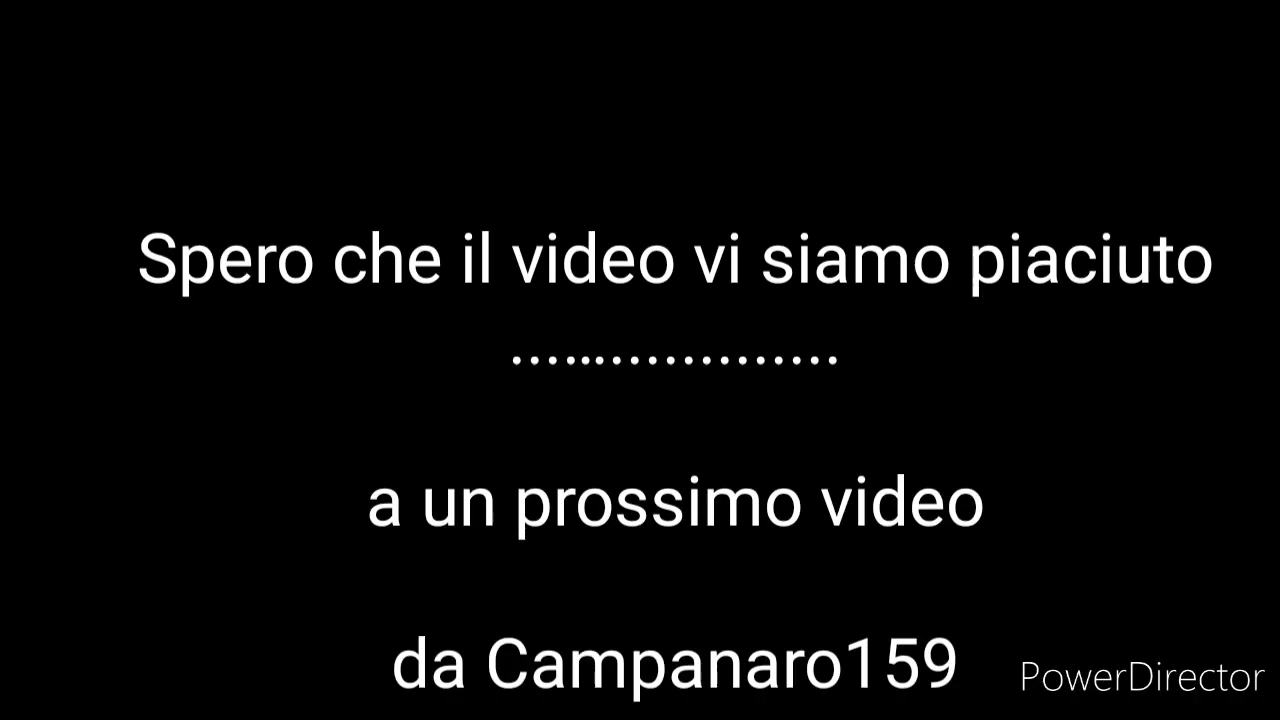 Spero che il video vi siamo piaciuto
..................
a un prossimo video
da Campanaro159
PowerDirector